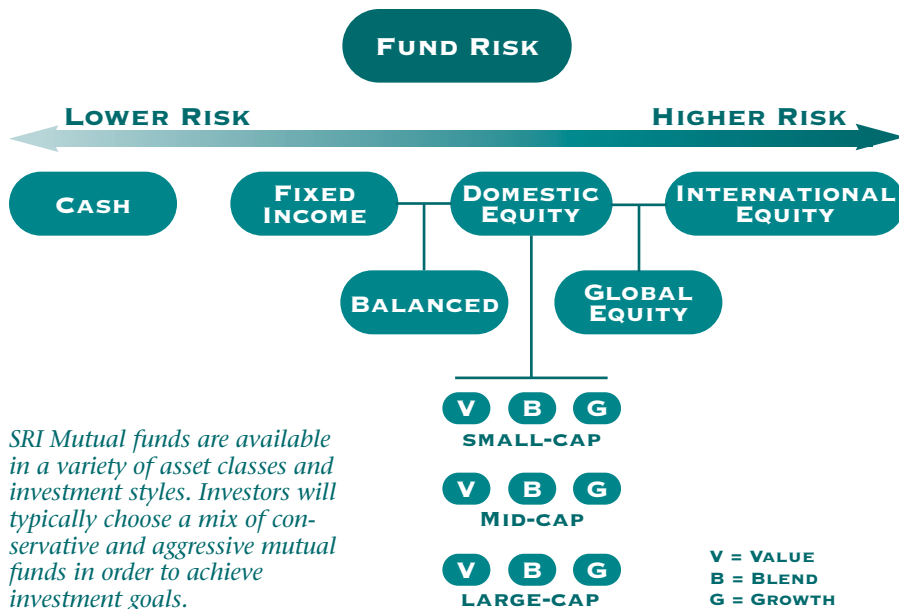 FUND RISK
LOWER RISK
HIGHER RISK
CASH
FIXED
INCOME
DOMESTIC
EQUITY
INTERNATIONAL
EQUITY
BALANCED
GLOBAL
EQUITY
V B G
SMALL-CAP
V B G
MID-CAP
V B G
LARGE-CAP
SRI Mutual funds are available
in a variety of asset classes and
investment styles. Investors will
typically choose a mix of con-
servative and aggressive mutual
funds in order to achieve
investment goals.
V = VALUE
B = BLEND
G = GROWTH